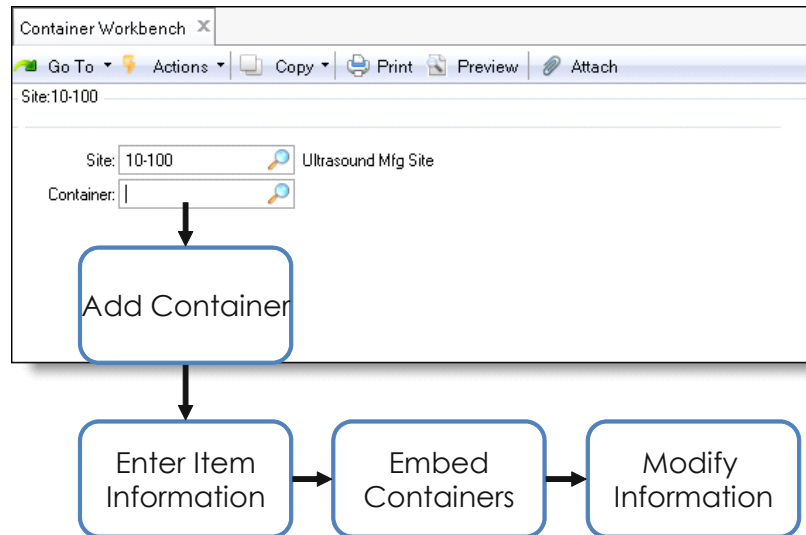 Container Workbench
Go To Actions Copy Print Preview Attach
Site:10-100
Site: 10-100 Ultrasound Mfg Site
Container:
Add Container
Enter Item Information
Embed Containers
Modify Information